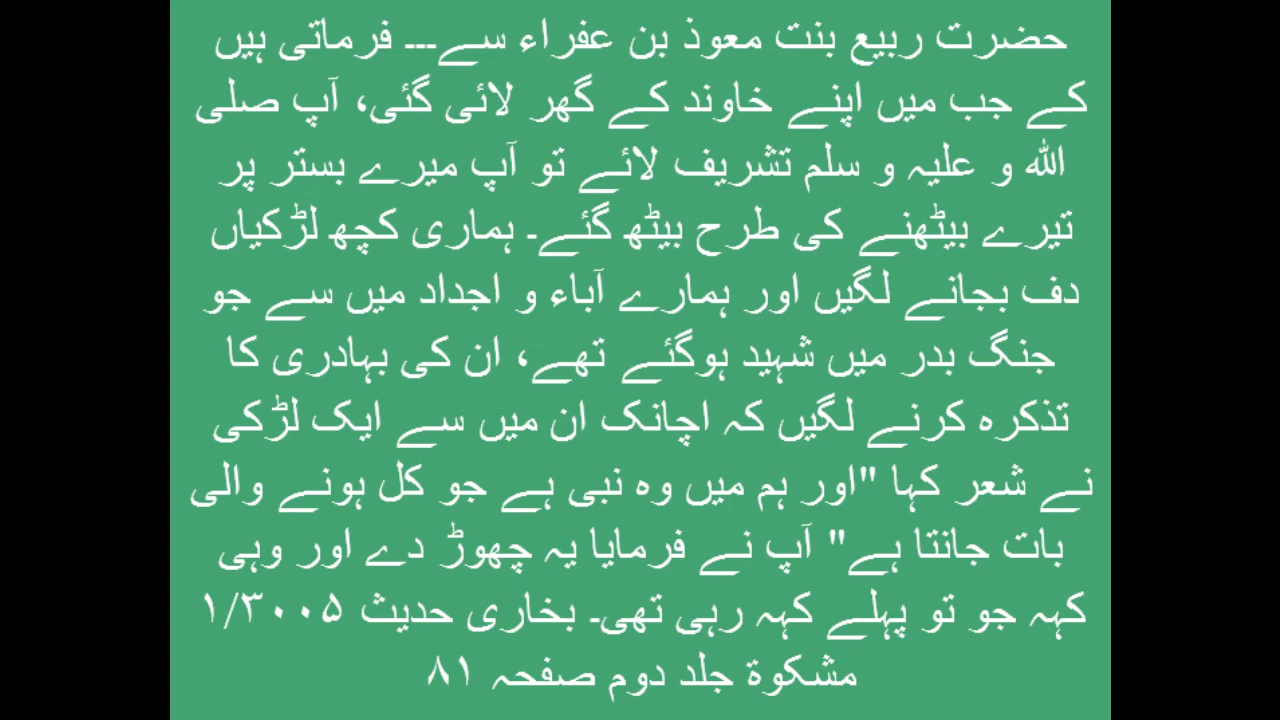 حضرت ربیع بنت معوذ بن عفراء سے۔۔۔ فرماتی ہیں
کے جب میں اپنے خاوند کے گھر لائی گئی، آپ صلی
اللہ و علیہ و سلم تشریف لائے تو آپ میرے بستر پر
تیرے بیٹھنے کی طرح بیٹھ گئے۔ ہماری کچھ لڑکیاں
دف بجانے لگیں اور ہمارے آباء و اجداد میں سے جو
جنگ بدر میں شہید ہوگئے تھے، ان کی بہادری کا
تذکرہ کرنے لگیں کہ اچانک ان میں سے ایک لڑکی
نے شعر کہا "اور ہم میں وہ نبی ہے جو کل ہونے والی
بات جانتا ہے" آپ نے فرمایا یہ چھوڑ دے اور وہی
کہہ جو تو پہلے کہہ رہی تھی۔ بخاری حدیث ۱/۳۰۰۵
مشکوۃ جلد دوم صفحہ ۸۱